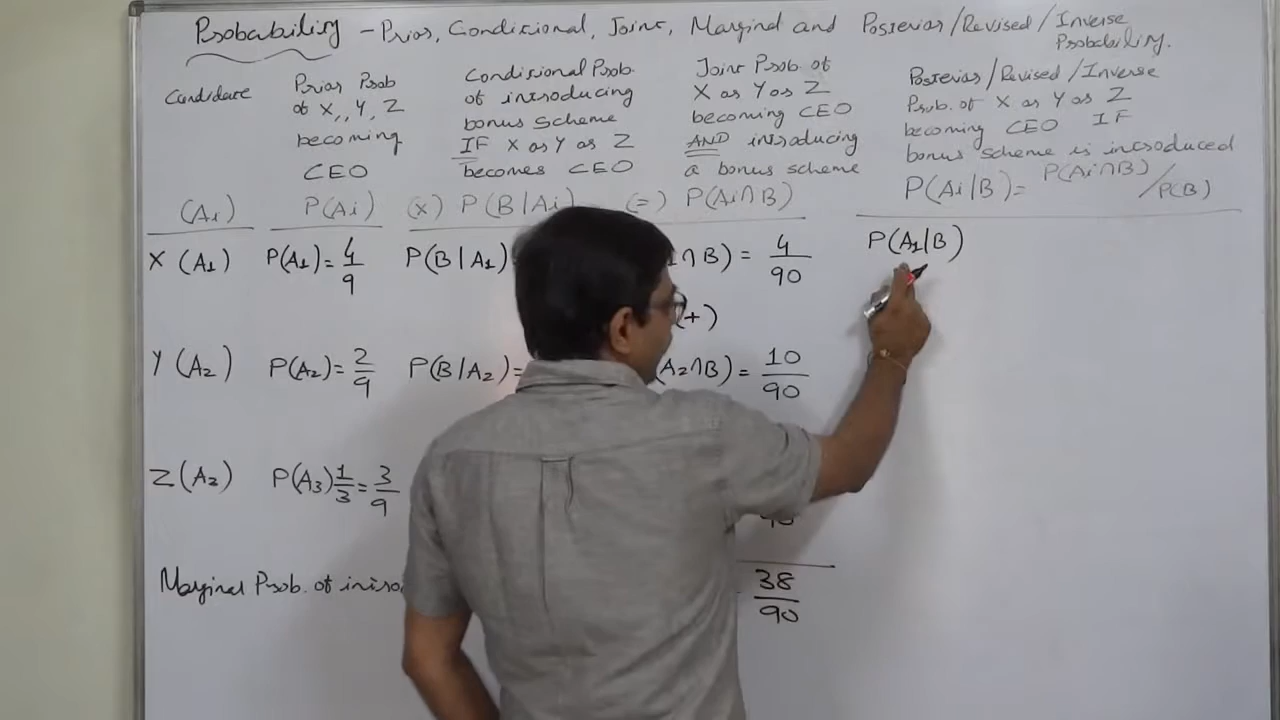 Probability - Prior, Conditional, Joint, Marginal and Posterior/Revised/Inverse
Probability.
Candidate
Prior Prob
of X,, Y, Z
becoming
CEO
Conditional Prob.
of introducing
bonus scheme
IF X or Y or Z
becomes CEO
Joint Prob. of
X or Y or Z
becoming CEO
AND introducing
a bonus scheme
Posterior/Revised/Inverse
Prob. of X or Y or Z
becoming CEO IF
bonus scheme is introduced
(Ai) P(Ai) (x) P(B|Ai) (=) P(Ai∩B) P(Ai|B) = P(Ai∩B)/P(B)
X (A1) P(A1) = 4/9 P(B|A1) 1∩B) = 4/90 P(A1|B)
(+)
Y (A2) P(A2) = 2/9 P(B|A2) = A2∩B) = 10/90
Z (A2) P(A3) 1/3 = 3/9
Marginal Prob. of 38/90